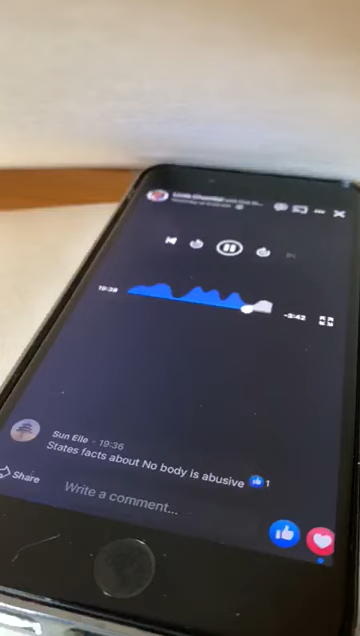 19:38
-3:42
Sun Elle · 19:36
States facts about No body is abusive
1
Share
Write a comment...